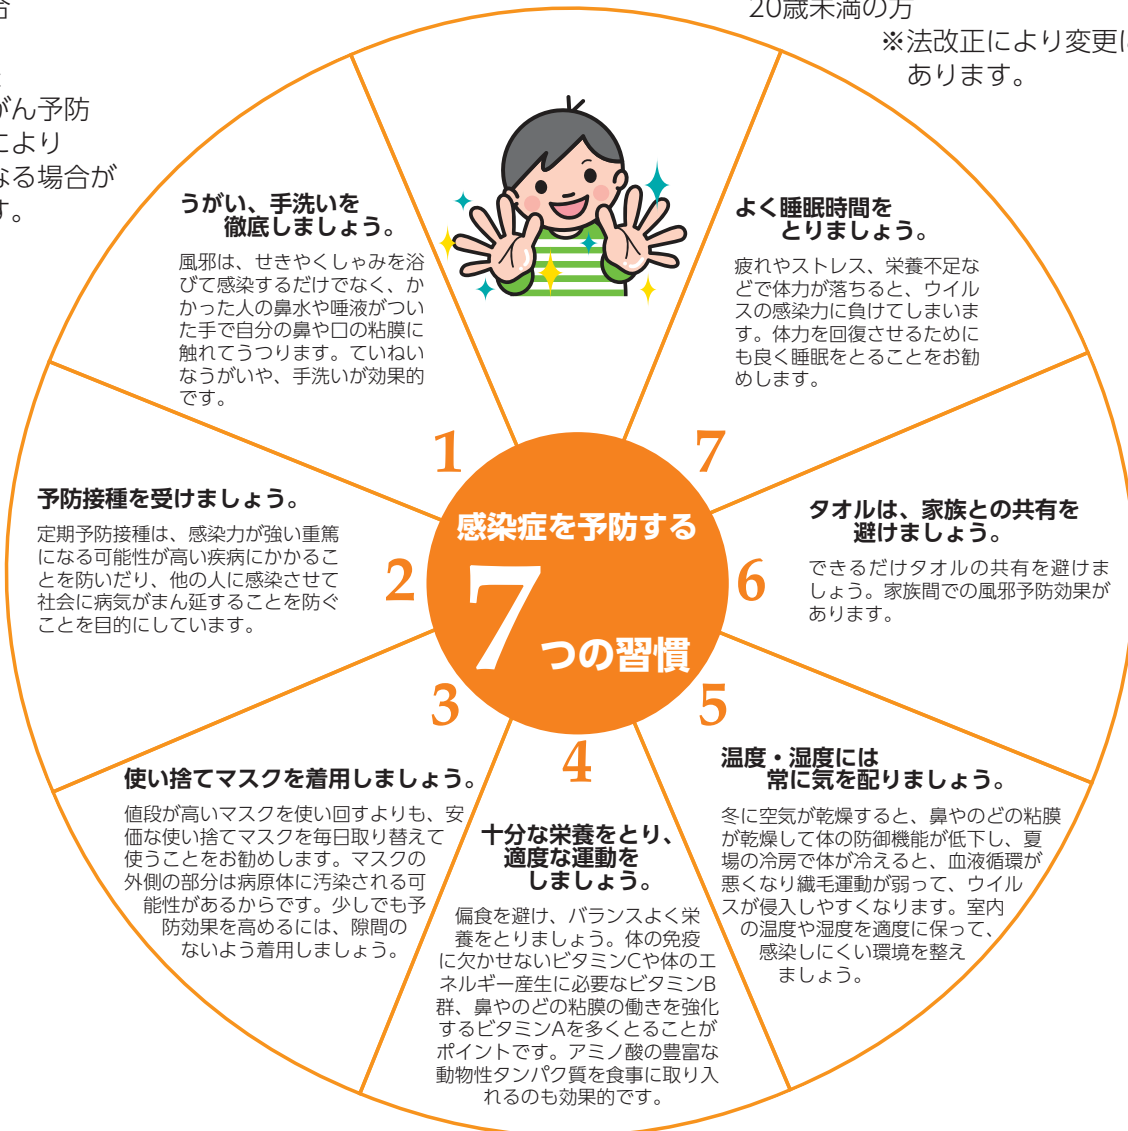 合
がん予防
により
なる場合が
す。
20歳未満の方
※法改正により変更に
あります。
うがい、手洗いを
徹底しましょう。
風邪は、せきやくしゃみを浴
びて感染するだけでなく、か
かった人の鼻水や唾液がつい
た手で自分の鼻や口の粘膜に
触れてうつります。ていねい
なうがいや、手洗いが効果的
です。
1
予防接種を受けましょう。
定期予防接種は、感染力が強い重篤
になる可能性が高い疾病にかかるこ
とを防いだり、他の人に感染させて
社会に病気がまん延することを防ぐ
ことを目的にしています。
2
使い捨てマスクを着用しましょう。
値段が高いマスクを使い回すよりも、安
価な使い捨てマスクを毎日取り替えて
使うことをお勧めします。マスクの
外側の部分は病原体に汚染される可
能性があるからです。少しでも予
防効果を高めるには、隙間の
ないよう着用しましょう。
3
十分な栄養をとり、
適度な運動を
しましょう。
偏食を避け、バランスよく栄
養をとりましょう。体の免疫
に欠かせないビタミンCや体のエ
ネルギー産生に必要なビタミンB
群、鼻やのどの粘膜の働きを強化
するビタミンAを多くとることが
ポイントです。アミノ酸の豊富な
動物性タンパク質を食事に取り入
れるのも効果的です。
4
温度・湿度には
常に気を配りましょう。
冬に空気が乾燥すると、鼻やのどの粘膜
が乾燥して体の防御機能が低下し、夏
場の冷房で体が冷えると、血液循環が
悪くなり繊毛運動が弱って、ウイル
スが侵入しやすくなります。室内
の温度や湿度を適度に保って、
感染しにくい環境を整え
ましょう。
5
タオルは、家族との共有を
避けましょう。
できるだけタオルの共有を避けま
しょう。家族間での風邪予防効果が
あります。
6
よく睡眠時間を
とりましょう。
疲れやストレス、栄養不足な
どで体力が落ちると、ウイル
スの感染力に負けてしまいま
す。体力を回復させるために
も良く睡眠をとることをお勧
めします。
7
感染症を予防する
7
つの習慣